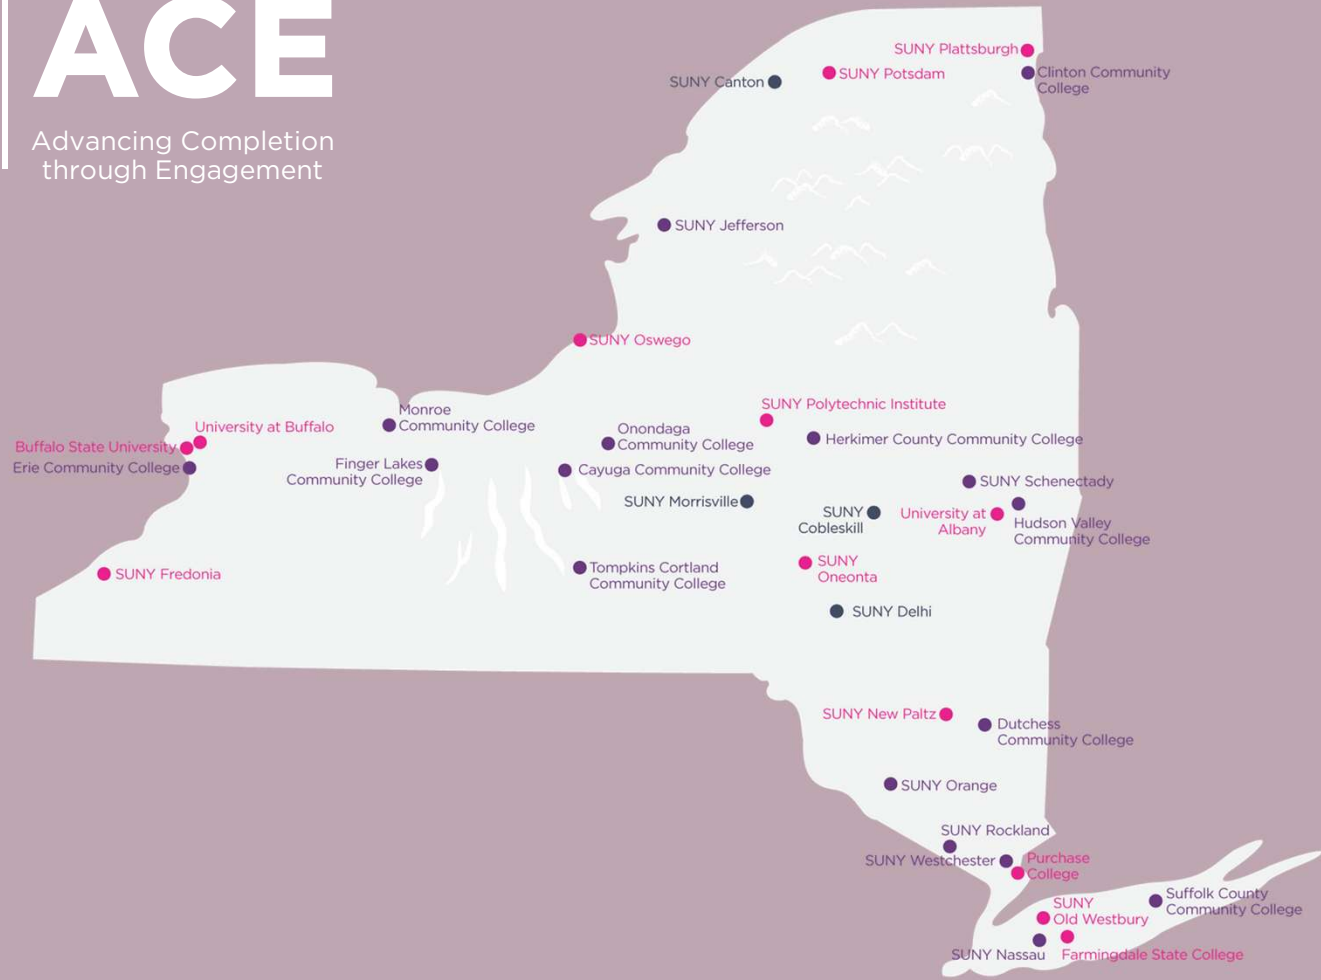 ACE
Advancing Completion
through Engagement
SUNY Plattsburgh
SUNY Potsdam
SUNY Canton
Clinton Community
College
SUNY Jefferson
SUNY Oswego
SUNY Polytechnic Institute
Monroe
Community College
University at Buffalo
Buffalo State University
Erie Community College
Onondaga
Community College
Herkimer County Community College
Finger Lakes
Community College
Cayuga Community College
SUNY Schenectady
SUNY Morrisville
SUNY
Cobleskill
University at
Albany
Hudson Valley
Community College
SUNY Fredonia
Tompkins Cortland
Community College
SUNY
Oneonta
SUNY Delhi
SUNY New Paltz
Dutchess
Community College
SUNY Orange
SUNY Rockland
SUNY Westchester
Purchase
College
Suffolk County
Community College
SUNY
Old Westbury
SUNY Nassau
Farmingdale State College